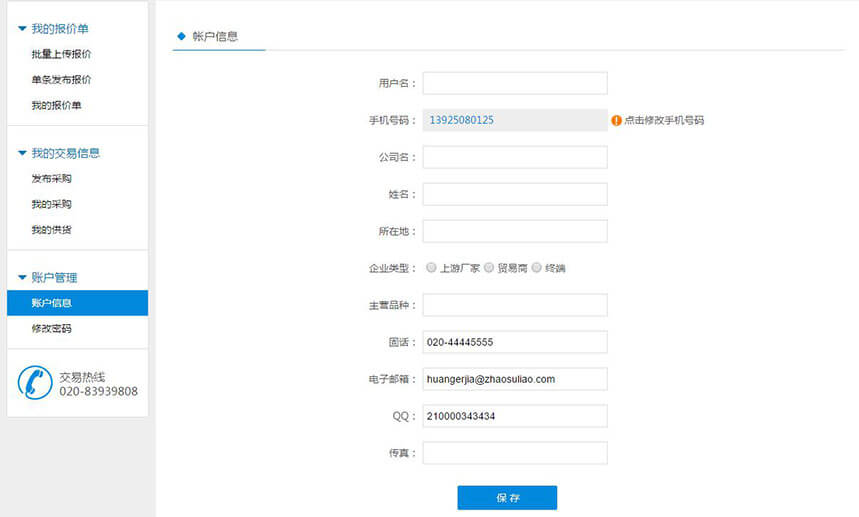 我的报价单
批量上传报价
单条发布报价
我的报价单
我的交易信息
发布采购
我的采购
我的供货
账户管理
账户信息
修改密码
交易热线
020-83939808
帐户信息
用户名：
手机号码： 13925080125 点击修改手机号码
公司名：
姓名：
所在地：
企业类型： 上游厂家 贸易商 终端
主营品种：
固话： 020-44445555
电子邮箱： huangerjia@zhaosuliao.com
QQ： 210000343434
传真：
保 存